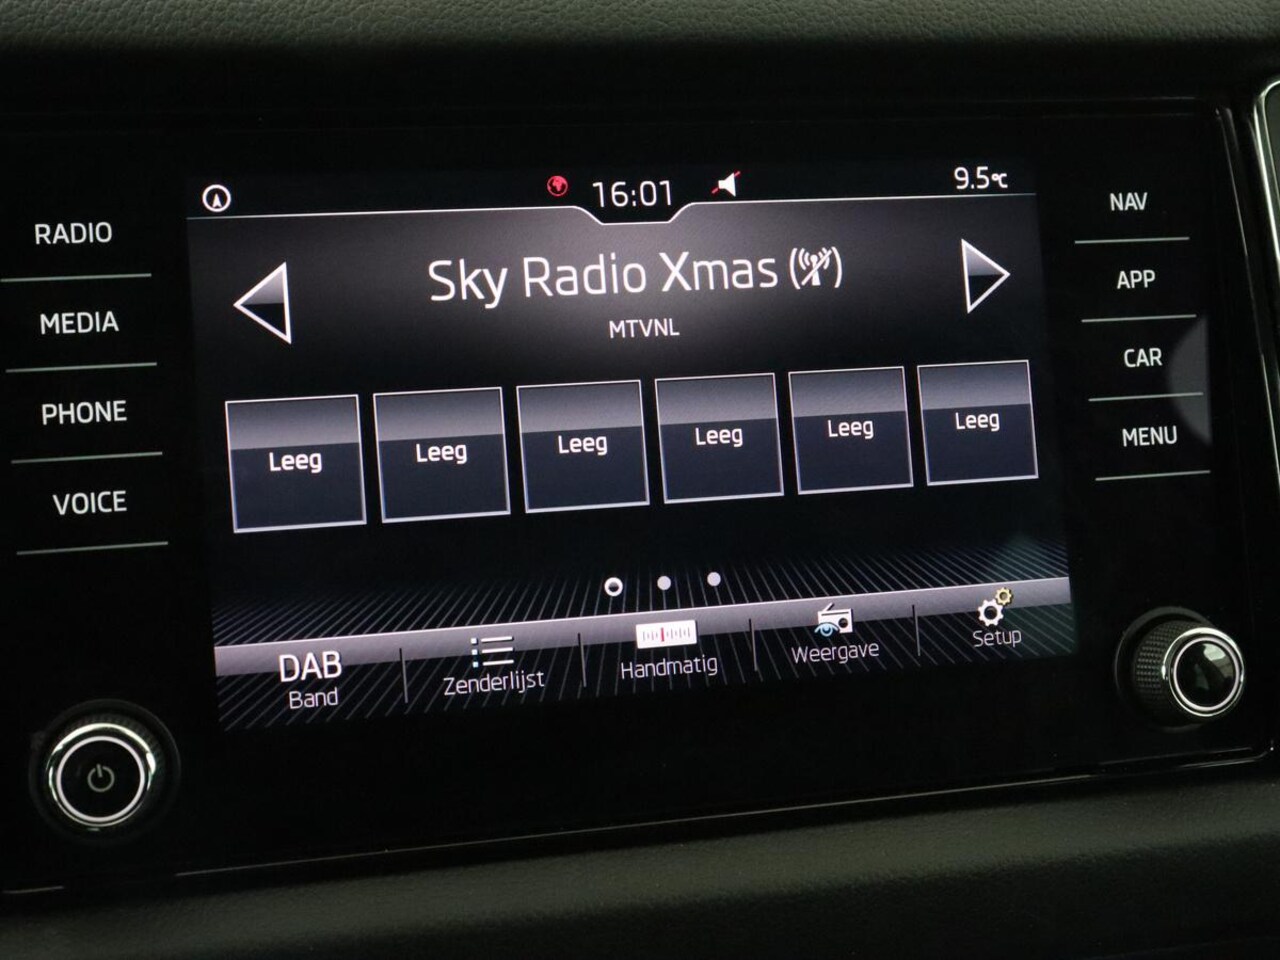 16:01
9.5°C
RADIO
MEDIA
PHONE
VOICE
NAV
APP
CAR
MENU
Sky Radio Xmas
MTVNL
Leeg Leeg Leeg Leeg Leeg Leeg
DAB
Band
Zenderlijst
Handmatig
Weergave
Setup